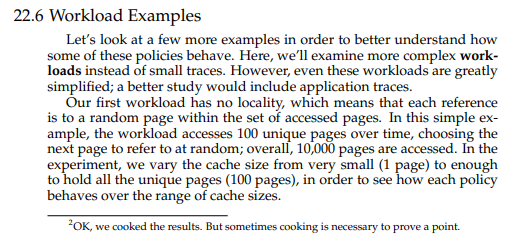 22.6 Workload Examples
Let's look at a few more examples in order to better understand how
some of these policies behave. Here, we'll examine more complex work-
loads instead of small traces. However, even these workloads are greatly
simplified; a better study would include application traces.
Our first workload has no locality, which means that each reference
is to a random page within the set of accessed pages. In this simple ex-
ample, the workload accesses 100 unique pages over time, choosing the
next page to refer to at random; overall, 10,000 pages are accessed. In the
experiment, we vary the cache size from very small (1 page) to enough
to hold all the unique pages (100 pages), in order to see how each policy
behaves over the range of cache sizes.
2OK, we cooked the results. But sometimes cooking is necessary to prove a point.